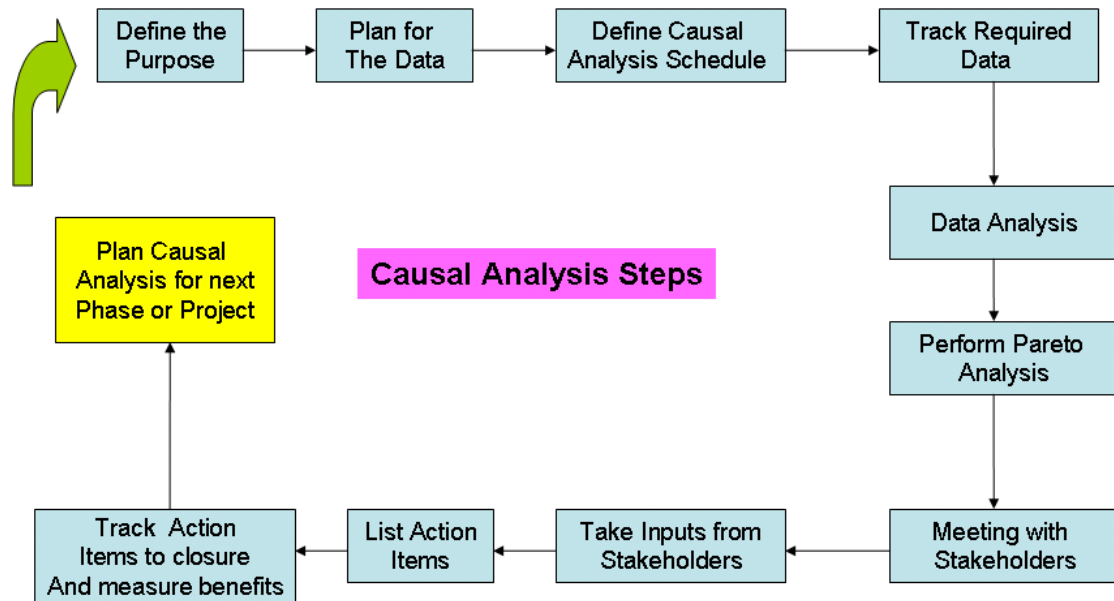 Define the
Purpose
Plan for
The Data
Define Causal
Analysis Schedule
Track Required
Data
Data Analysis
Plan Causal
Analysis for next
Phase or Project
Causal Analysis Steps
Perform Pareto
Analysis
Track Action
Items to closure
And measure benefits
List Action
Items
Take Inputs from
Stakeholders
Meeting with
Stakeholders